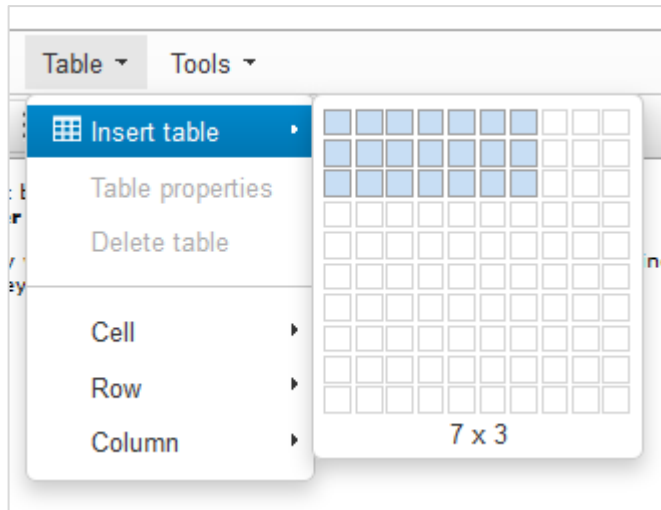 Table Tools
Insert table
Table properties
Delete table
Cell
Row
Column
7 x 3